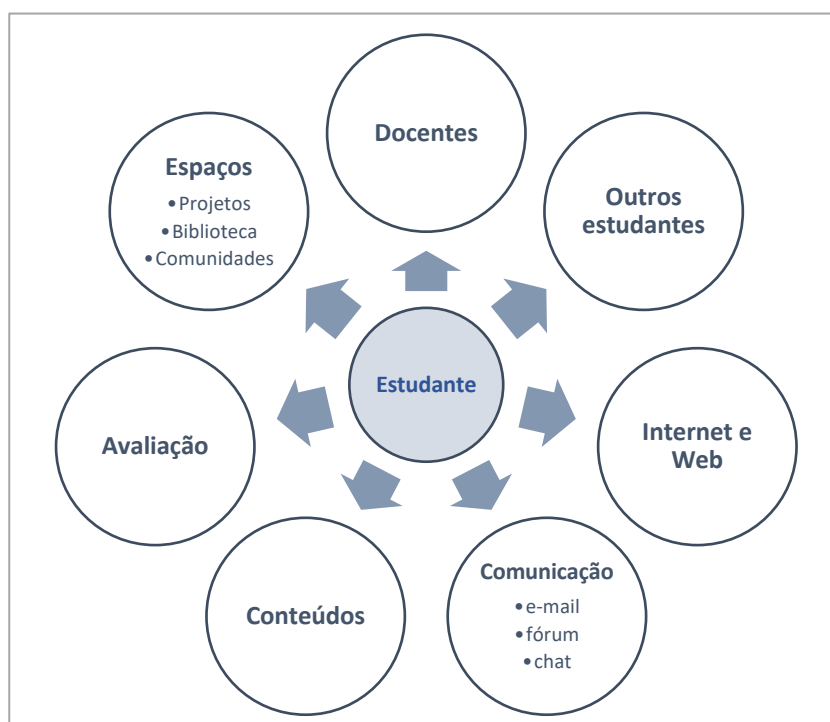 Docentes
Outros
estudantes
Internet e
Web
Comunicação
•e-mail
•fórum
•chat
Conteúdos
Avaliação
Espaços
•Projetos
•Biblioteca
•Comunidades
Estudante